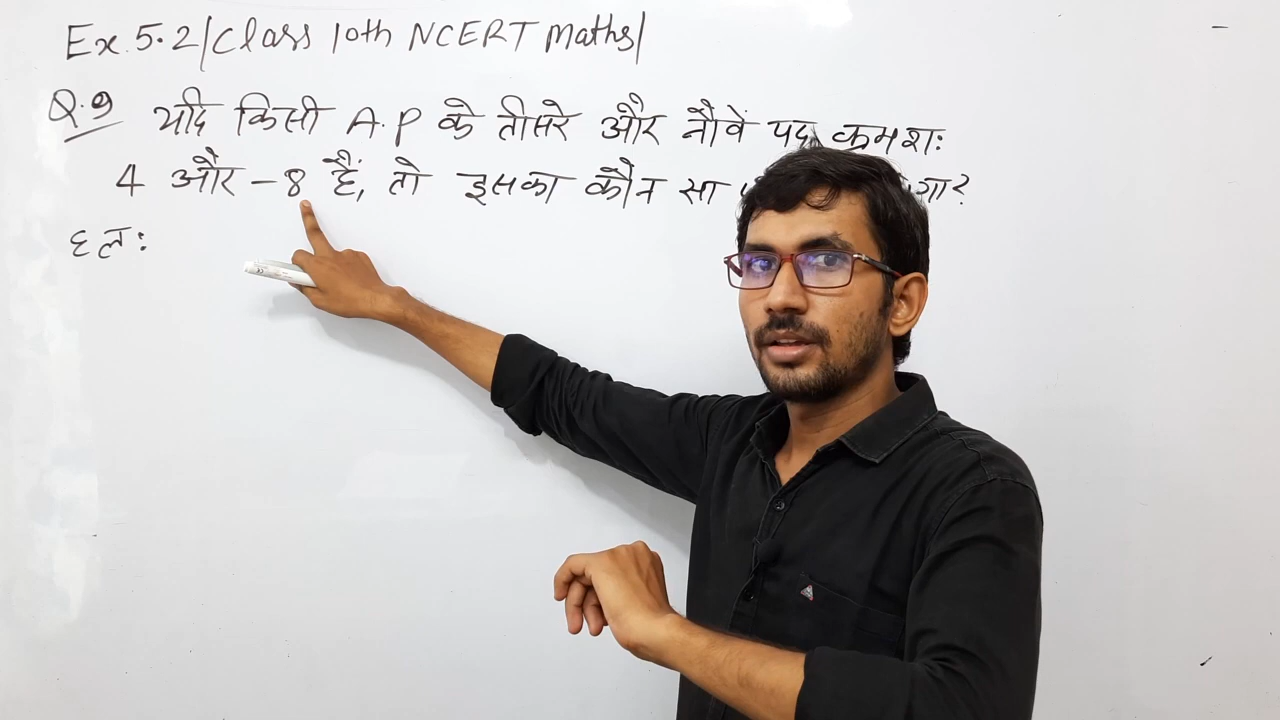 Ex 5.2/Class 10th NCERT Maths/
Q.9 यदि किसी A.P के तीसरे और नौवें पद क्रमशः
4 और -8 हैं, तो इसका कौन सा
हलः